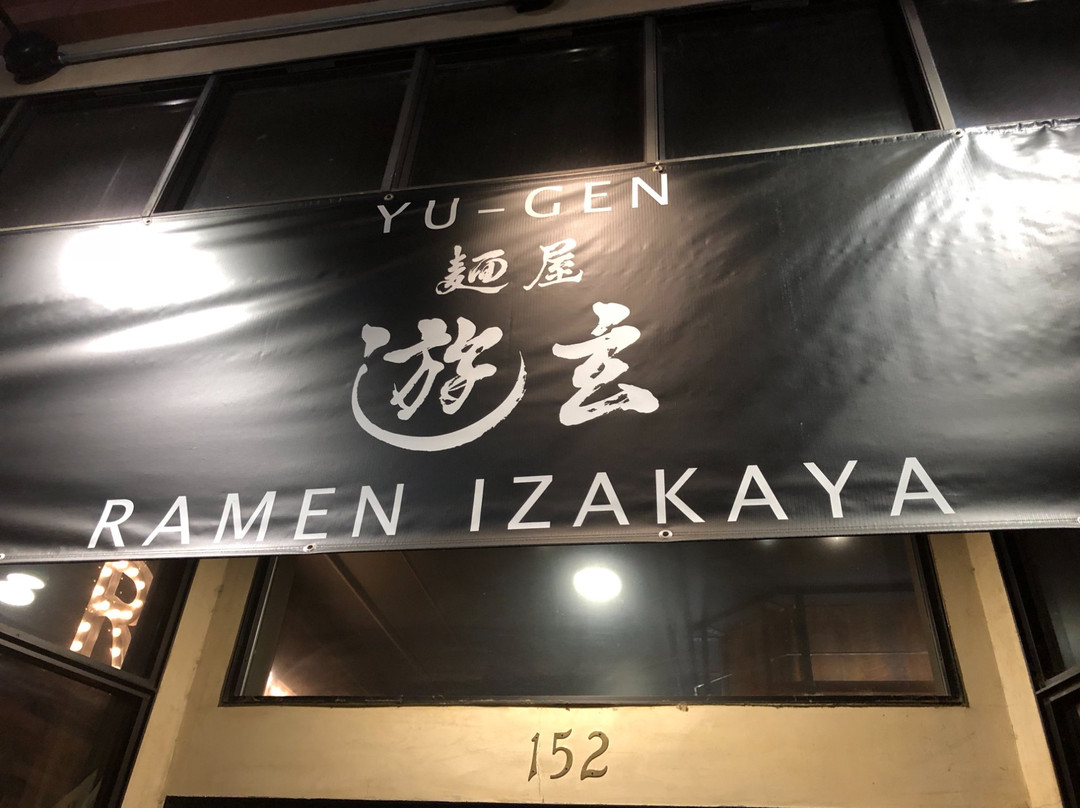 YU-GEN
麺屋
遊玄
RAMEN IZAKAYA
R
152